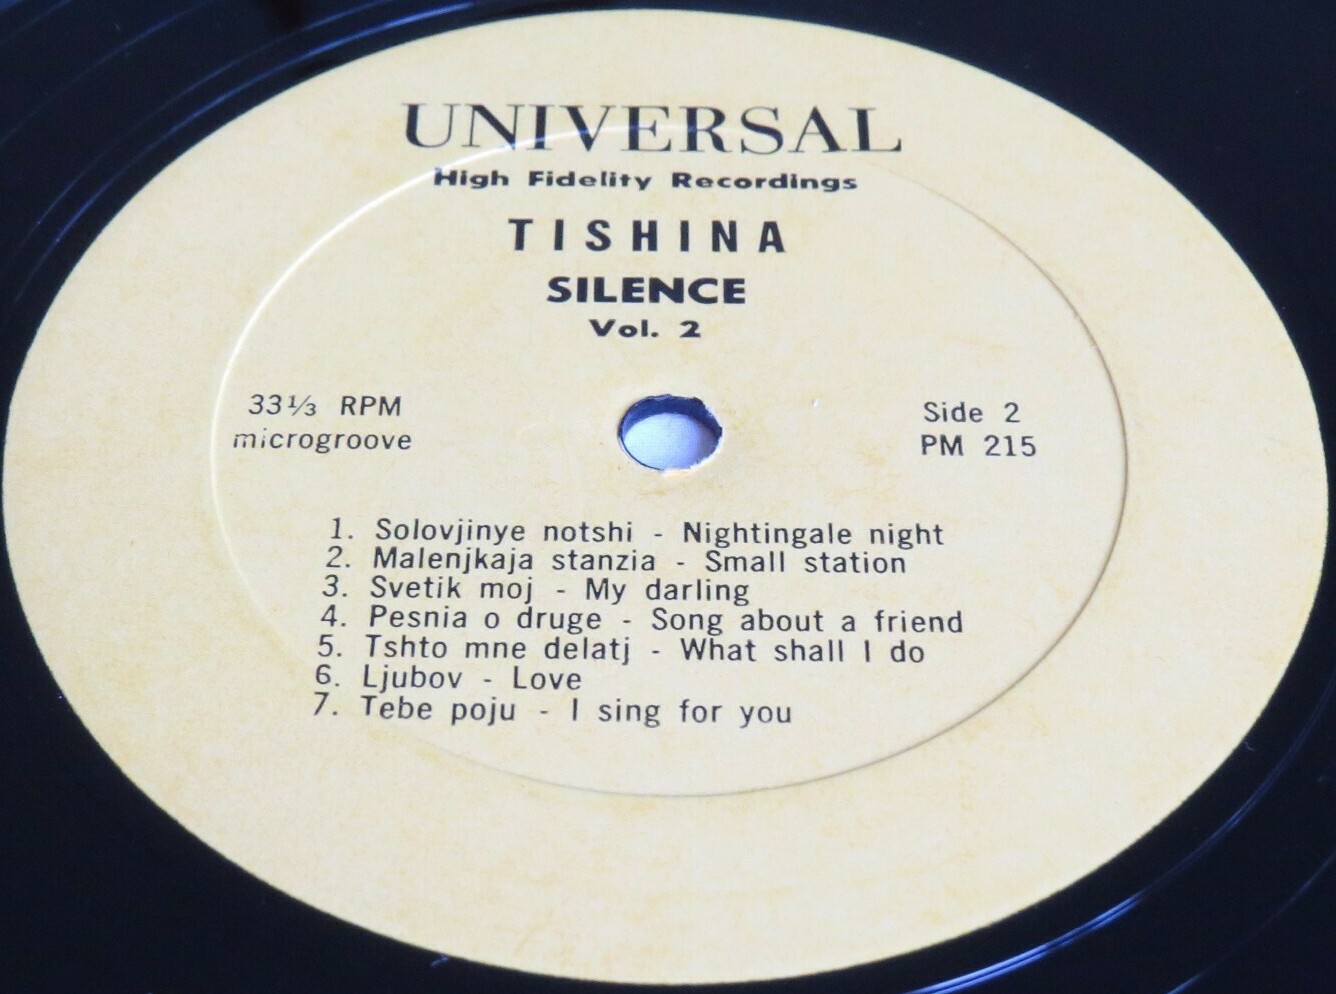 UNIVERSAL
High Fidelity Recordings
TISHINA
SILENCE
Vol. 2
33⅓ RPM
microgroove
Side 2
PM 215
1. Solovjinye notshi - Nightingale night
2. Malenjkaja stanzia - Small station
3. Svetik moj - My darling
4. Pesnia o druge - Song about a friend
5. Tshto mne delatj - What shall I do
6. Ljubov - Love
7. Tebe poju - I sing for you